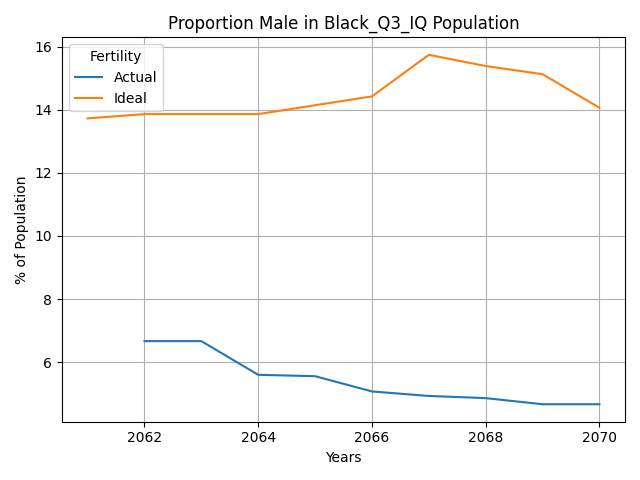 Proportion Male in Black_Q3_IQ Population
Fertility
Actual
Ideal
16
14
12
10
8
6
% of Population
2062 2064 2066 2068 2070
Years